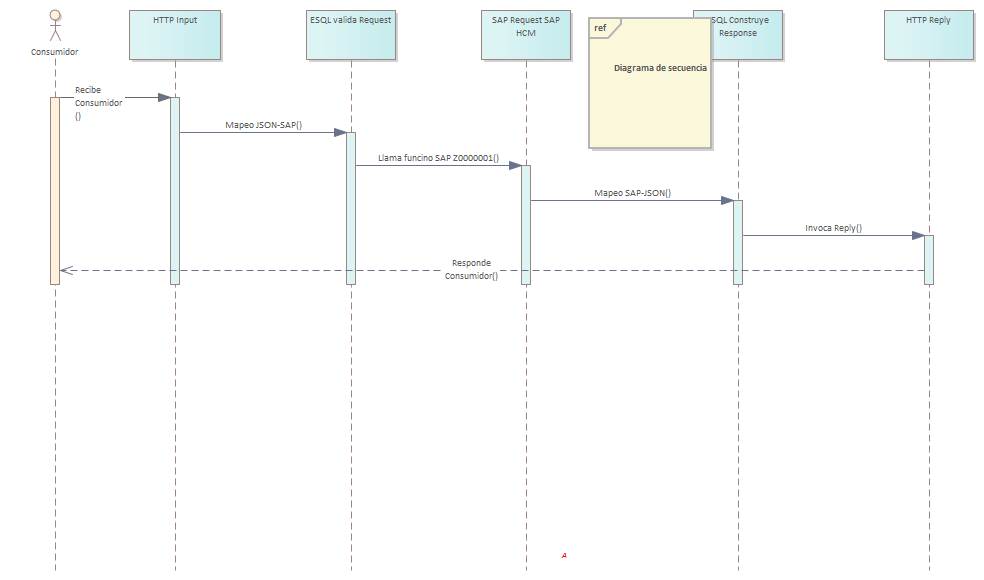 HTTP Input
ESQL valida Request
SAP Request SAP
HCM
ref
Diagrama de secuencia
SQL Construye
Response
HTTP Reply
Consumidor
Recibe
Consumidor
()
Mapeo JSON-SAP()
Llama funcino SAP Z0000001()
Mapeo SAP-JSON()
Invoca Reply()
Responde
Consumidor()
A